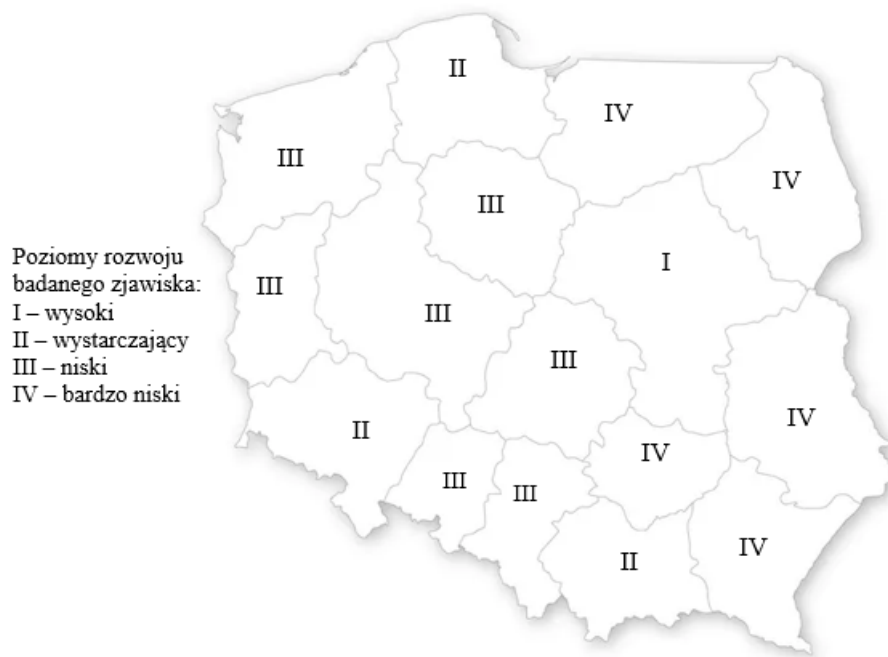 II
IV
III
IV
III
Poziomy rozwoju
badanego zjawiska:
I – wysoki
II – wystarczający
III – niski
IV – bardzo niski
I
III
III
III
IV
II
IV
III
III
IV
II